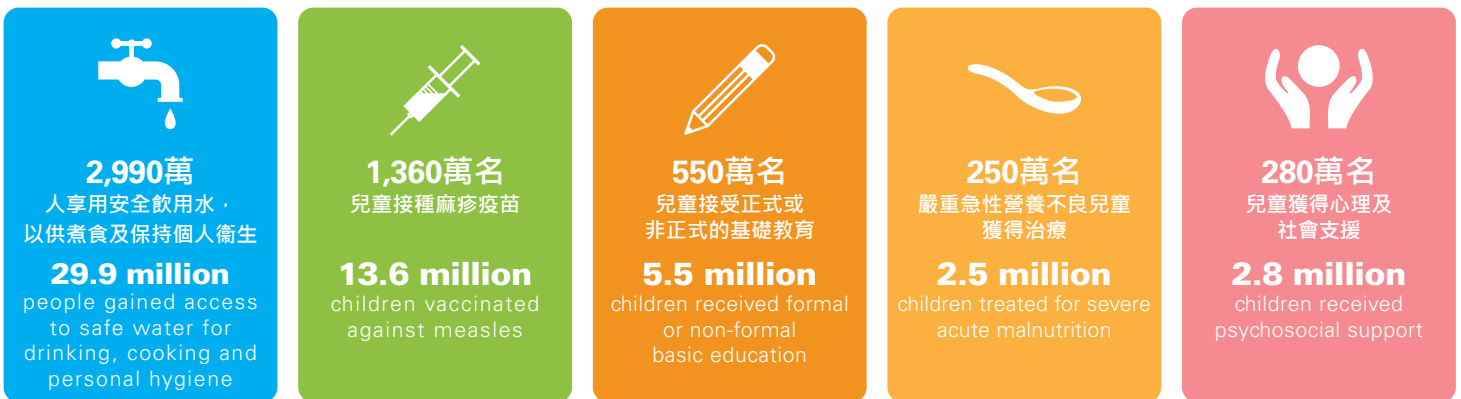 2,990萬
人享用安全飲用水，
以供煮食及保持個人衞生
29.9 million
people gained access
to safe water for
drinking, cooking and
personal hygiene
1,360萬名
兒童接種麻疹疫苗
13.6 million
children vaccinated
against measles
550萬名
兒童接受正式或
非正式的基礎教育
5.5 million
children received formal
or non-formal
basic education
250萬名
嚴重急性營養不良兒童
獲得治療
2.5 million
children treated for severe
acute malnutrition
280萬名
兒童獲得心理及
社會支援
2.8 million
children received
psychosocial support